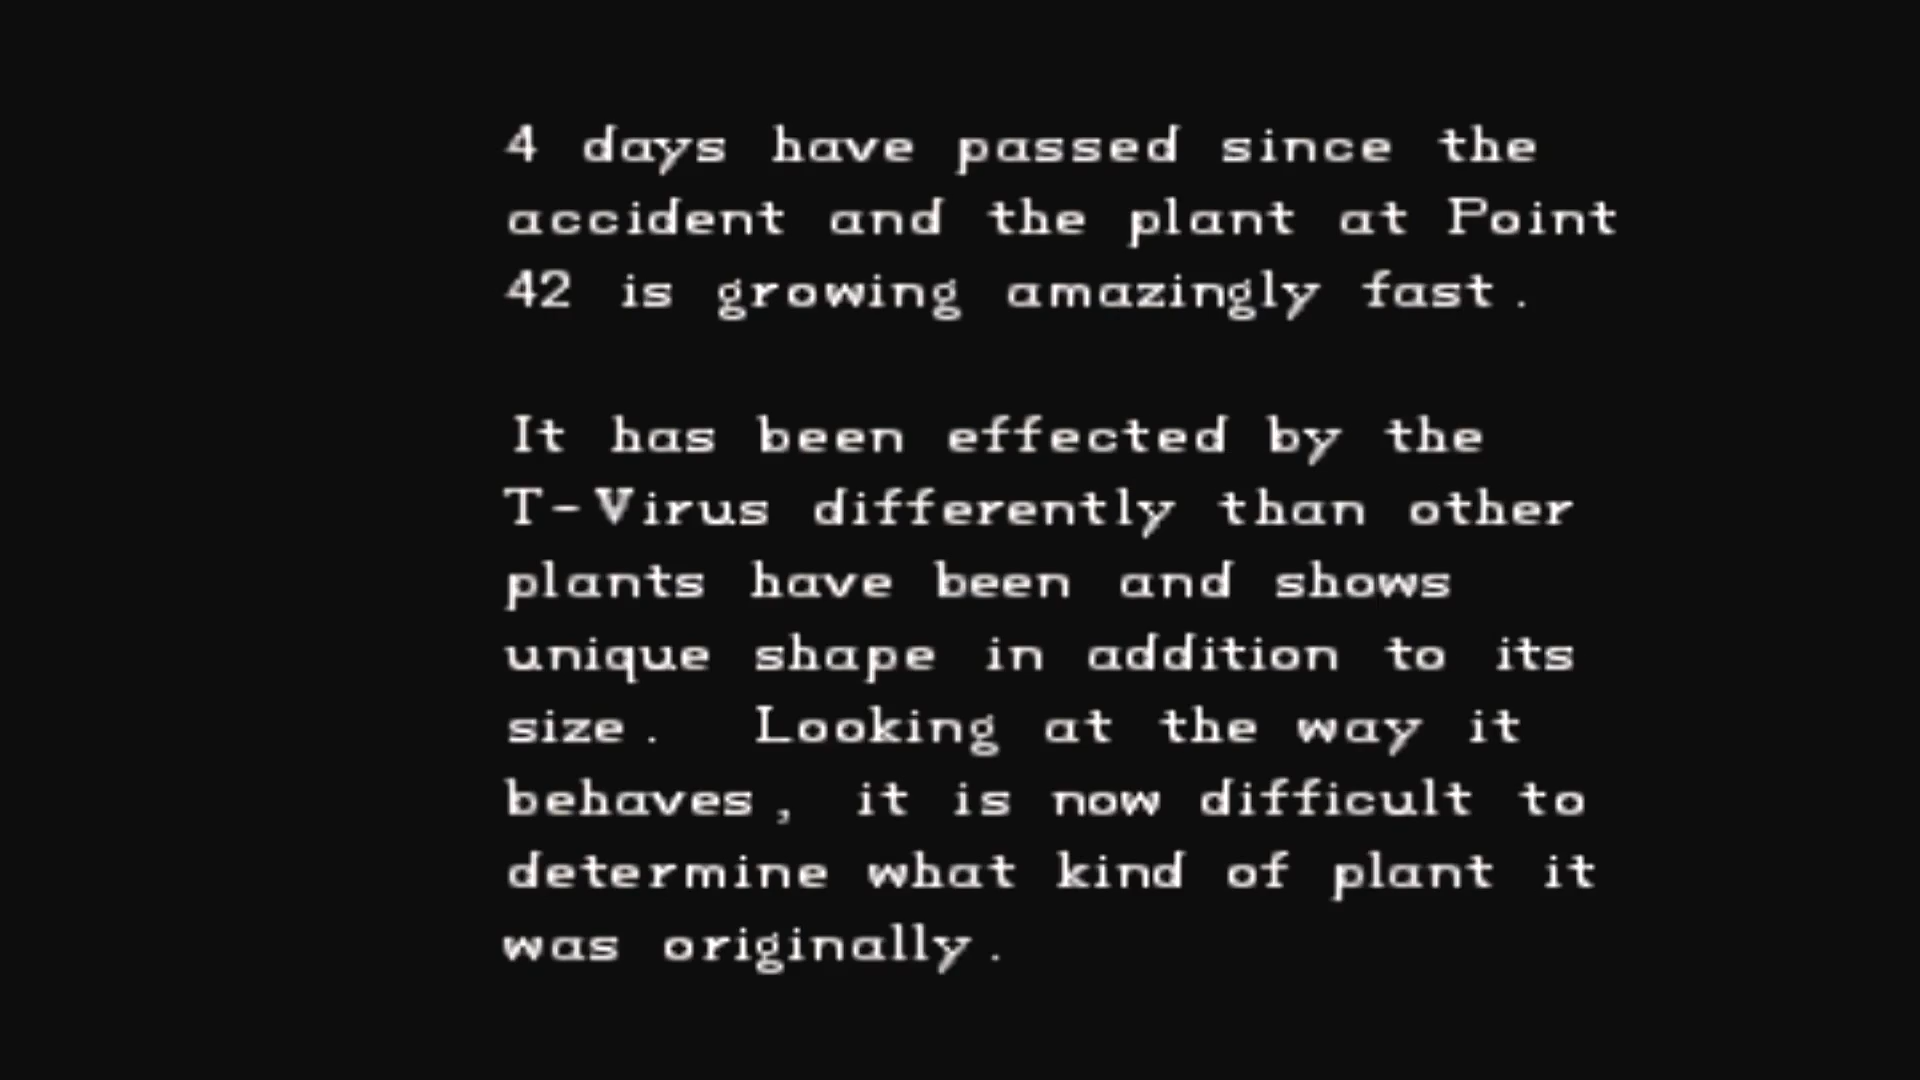 4 days have passed since the
accident and the plant at Point
42 is growing amazingly fast.
It has been effected by the
T-Virus differently than other
plants have been and shows
unique shape in addition to its
size.  Looking at the way it
behaves, it is now difficult to
determine what kind of plant it
was originally.